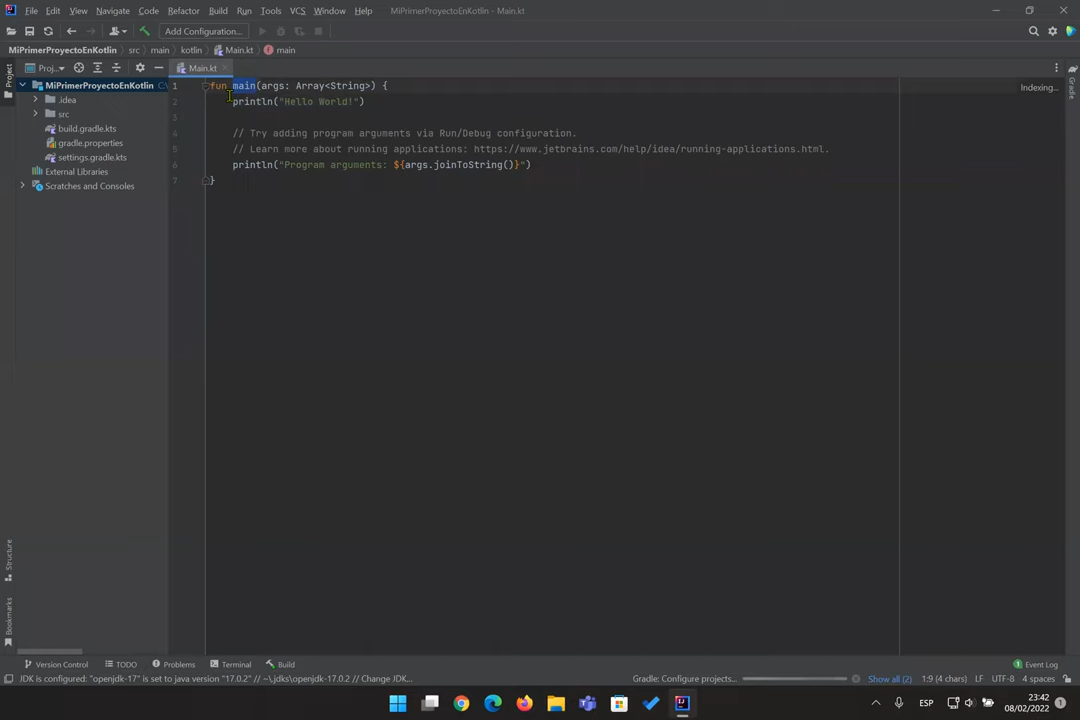 File Edit View Navigate Code Refactor Build Run Tools VCS Window Help MiPrimerProyectoEnKotlin - Main.kt
Add Configuration...
MiPrimerProyectoEnKotlin src main kotlin Main.kt main
Project
Proj...
Main.kt
MiPrimerProyectoEnKotlin C:\
.idea
src
build.gradle.kts
gradle.properties
settings.gradle.kts
External Libraries
Scratches and Consoles
1 fun main(args: Array<String>) {
2 println("Hello World!")
3
4 // Try adding program arguments via Run/Debug configuration.
5 // Learn more about running applications: https://www.jetbrains.com/help/idea/running-applications.html.
6 println("Program arguments: ${args.joinToString()}")
7 }
Indexing...
Gradle
Structure
Bookmarks
Version Control TODO Problems Terminal Build 1 Event Log
JDK is configured: "openjdk-17" is set to java version "17.0.2" // ~\.jdks\openjdk-17.0.2 // Change JDK... Gradle: Configure projects... Show all (2) 1:9 (4 chars) LF UTF-8 4 spaces
ESP
23:42
08/02/2022